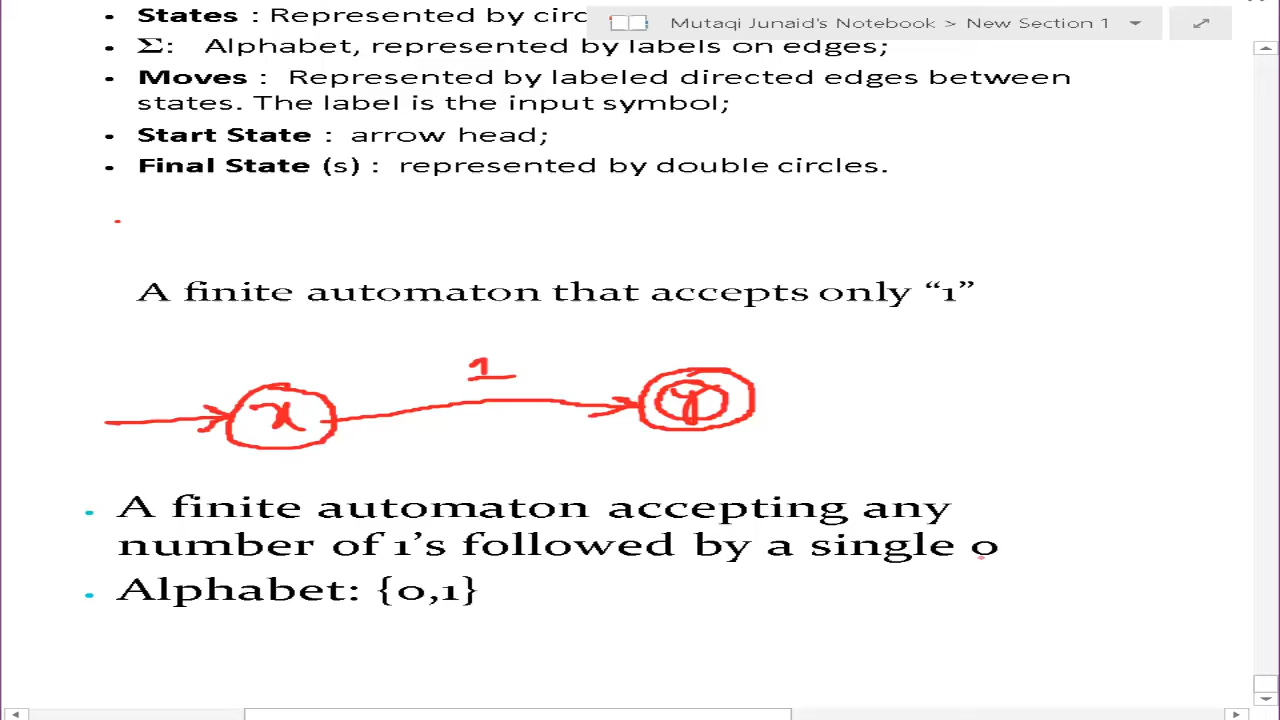 States : Represented by circ
Mutaqi Junaid's Notebook > New Section 1
Σ: Alphabet, represented by labels on edges;
Moves : Represented by labeled directed edges between
states. The label is the input symbol;
Start State : arrow head;
Final State (s) : represented by double circles.
A finite automaton that accepts only “1”
1
x
y
A finite automaton accepting any
number of 1’s followed by a single 0
Alphabet: {0,1}